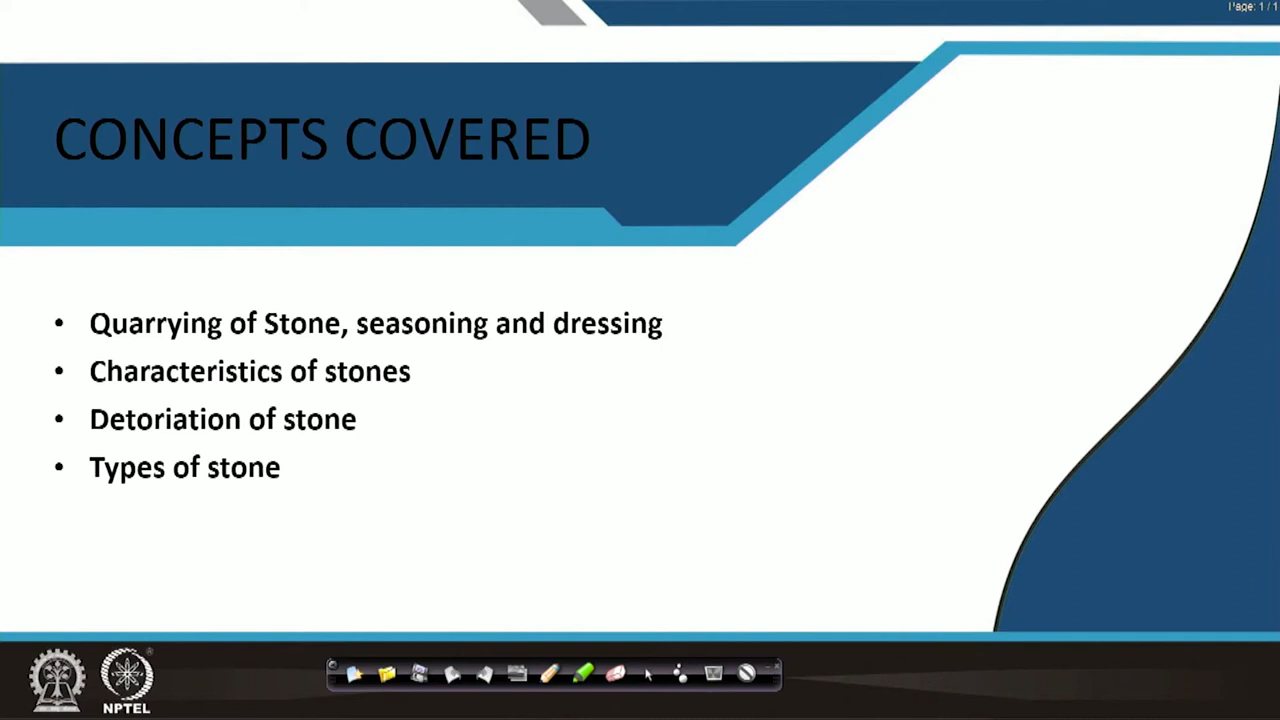 Page: 1 / 1
CONCEPTS COVERED
• Quarrying of Stone, seasoning and dressing
• Characteristics of stones
• Detoriation of stone
• Types of stone
NPTEL